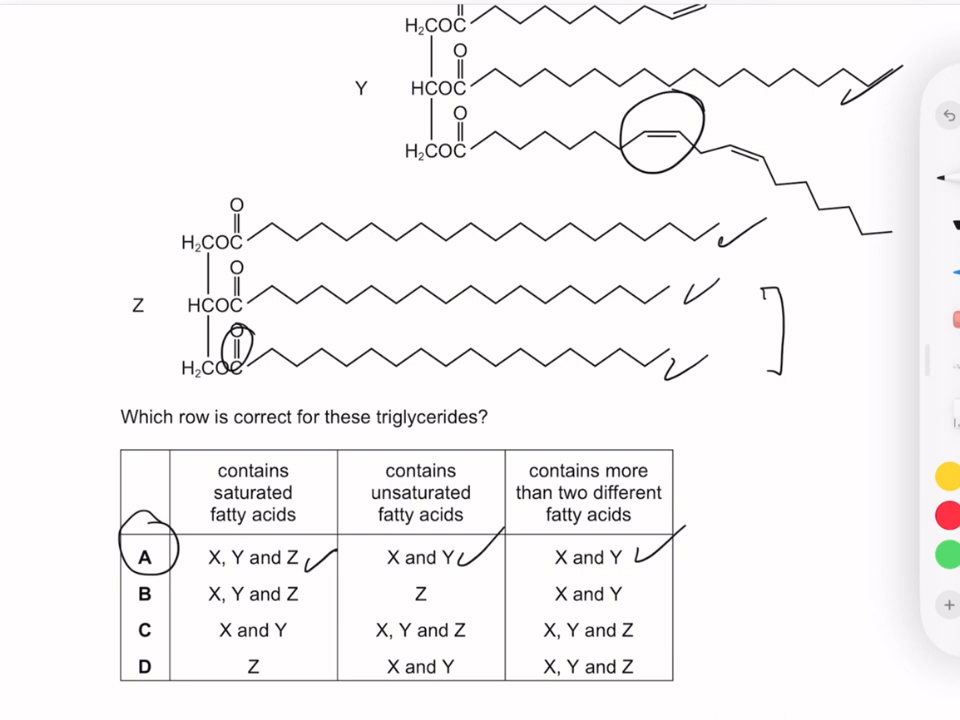 H₂COC
O
Y HCOC
O
H₂COC
O
H₂COC
O
Z HCOC
O
H₂COC
Which row is correct for these triglycerides?
contains saturated fatty acids contains unsaturated fatty acids contains more than two different fatty acids
A X, Y and Z X and Y X and Y
B X, Y and Z Z X and Y
C X and Y X, Y and Z X, Y and Z
D Z X and Y X, Y and Z